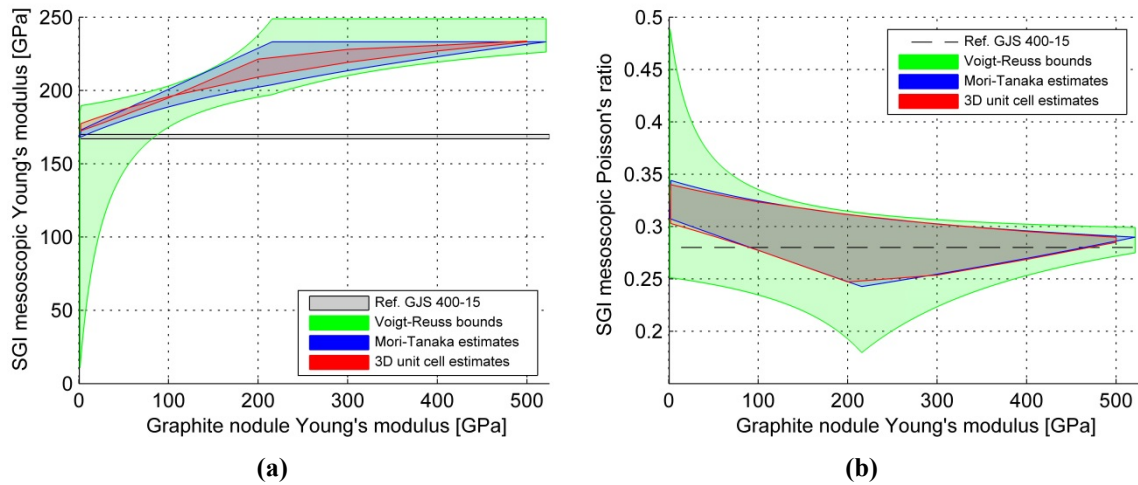 SGI mesoscopic Young's modulus [GPa]
250
200
150
100
50
0
Ref. GJS 400-15
Voigt-Reuss bounds
Mori-Tanaka estimates
3D unit cell estimates
0 100 200 300 400 500
Graphite nodule Young's modulus [GPa]
(a)
SGI mesoscopic Poisson's ratio
0.5
0.45
0.4
0.35
0.3
0.25
0.2
Ref. GJS 400-15
Voigt-Reuss bounds
Mori-Tanaka estimates
3D unit cell estimates
0 100 200 300 400 500
Graphite nodule Young's modulus [GPa]
(b)